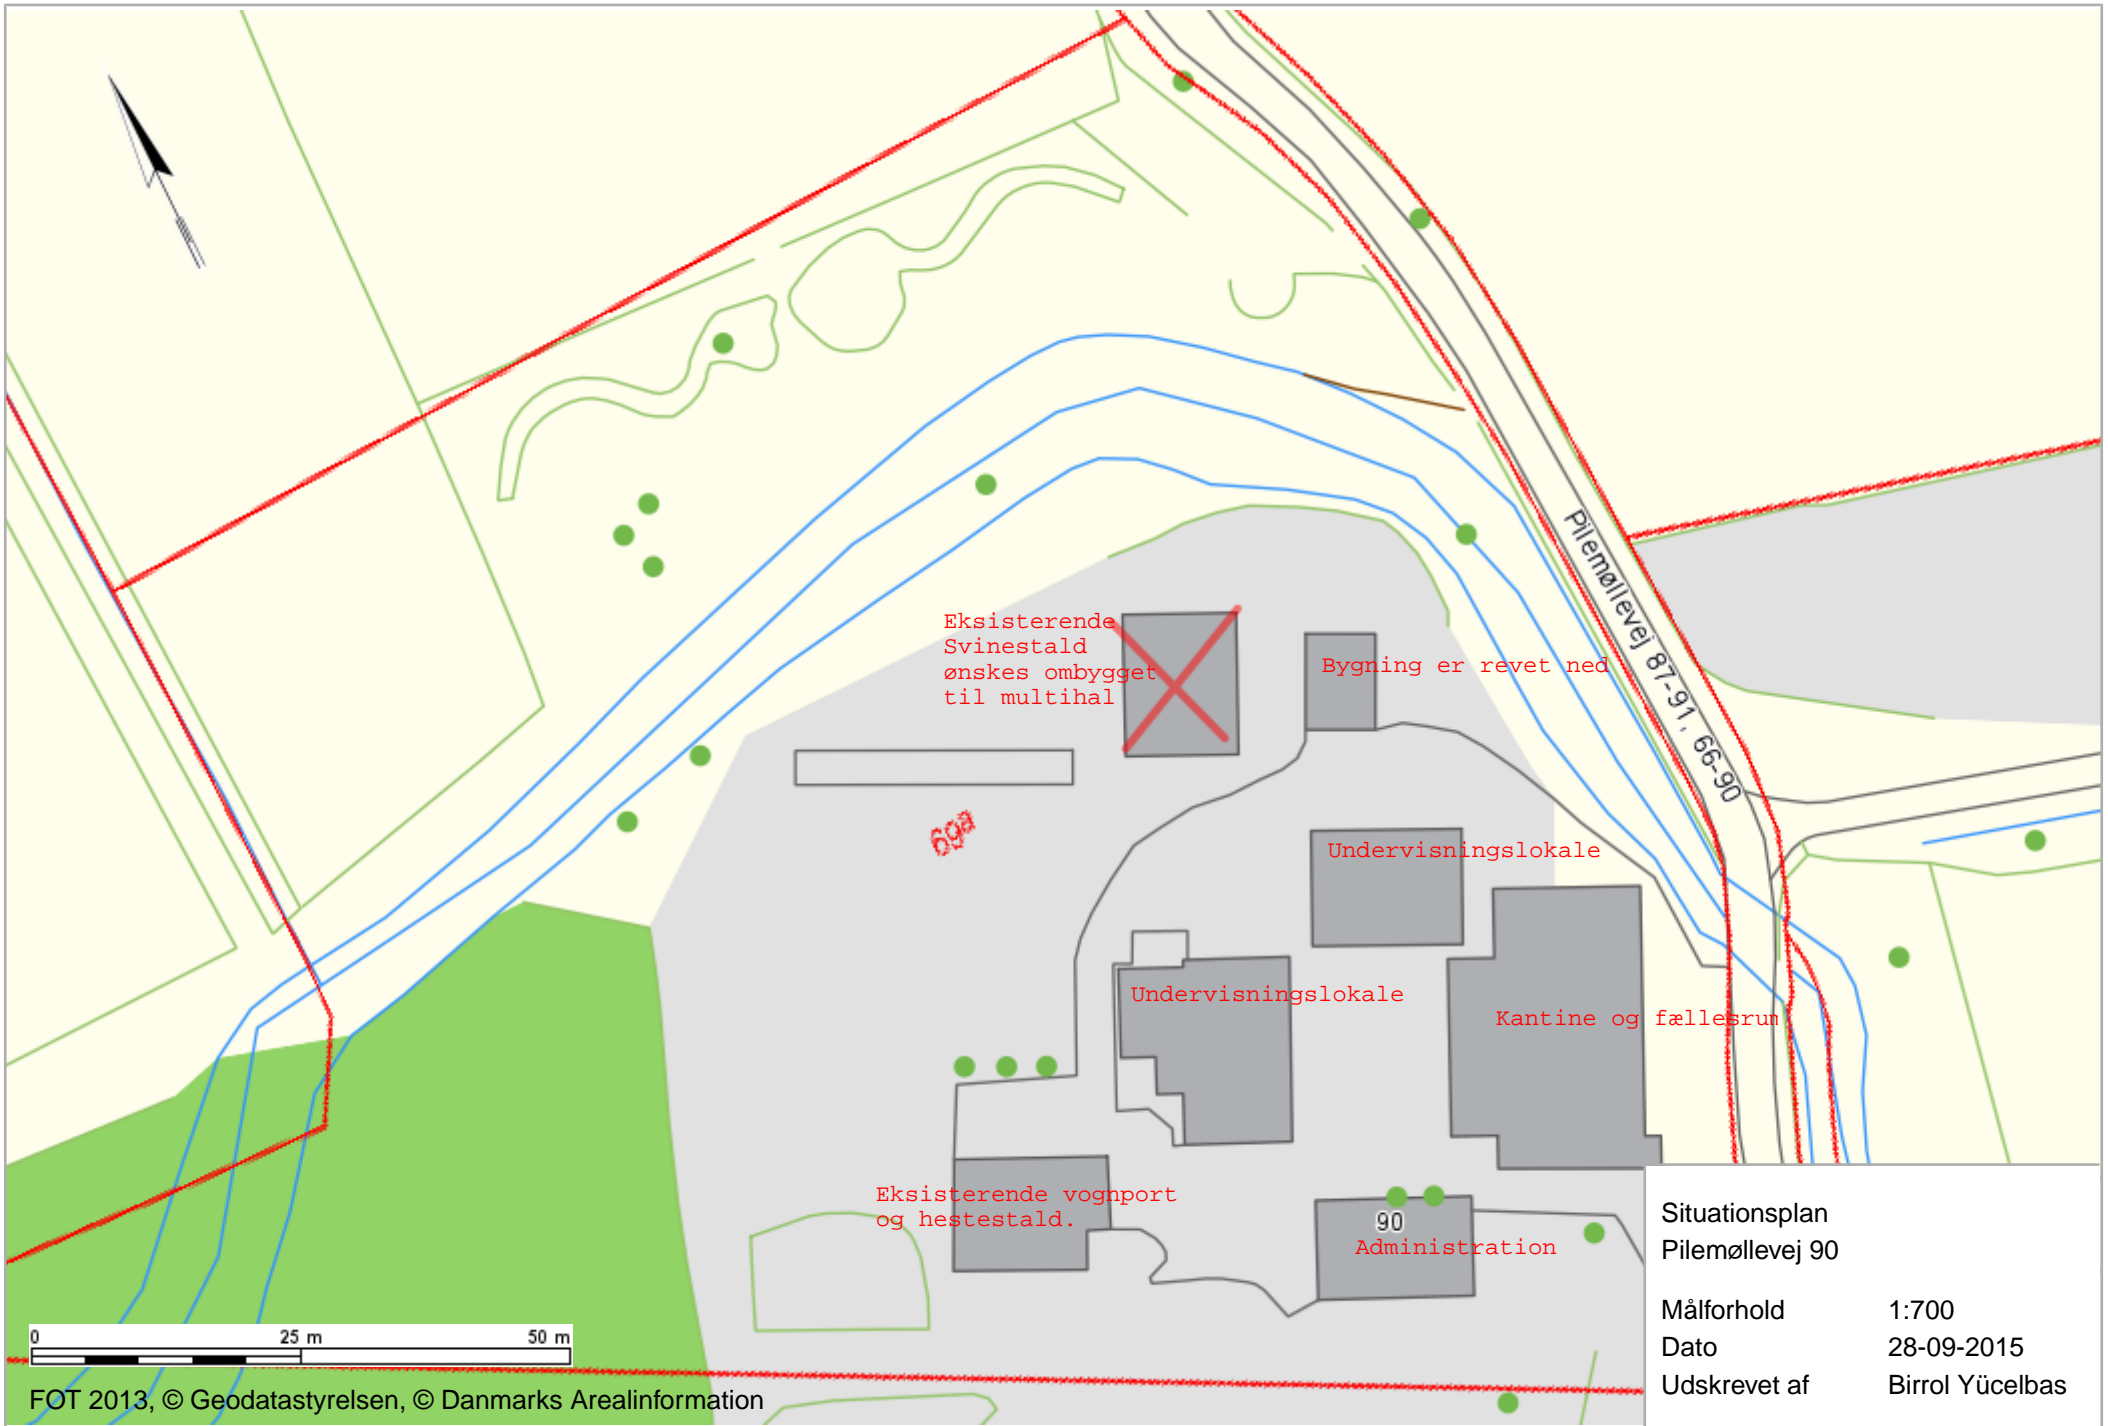 Pilemøllevej 87-91, 66-90
Eksisterende
Svinestald
ønskes ombygget
til multihal
Bygning er revet ned
69a
Undervisningslokale
Undervisningslokale
Kantine og fællesrum
Eksisterende vognport
og hestestald.
90
Administration
Situationsplan
Pilemøllevej 90
Målforhold 1:700
Dato 28-09-2015
Udskrevet af Birrol Yücelbas
0 25 m 50 m
FOT 2013, © Geodatastyrelsen, © Danmarks Arealinformation